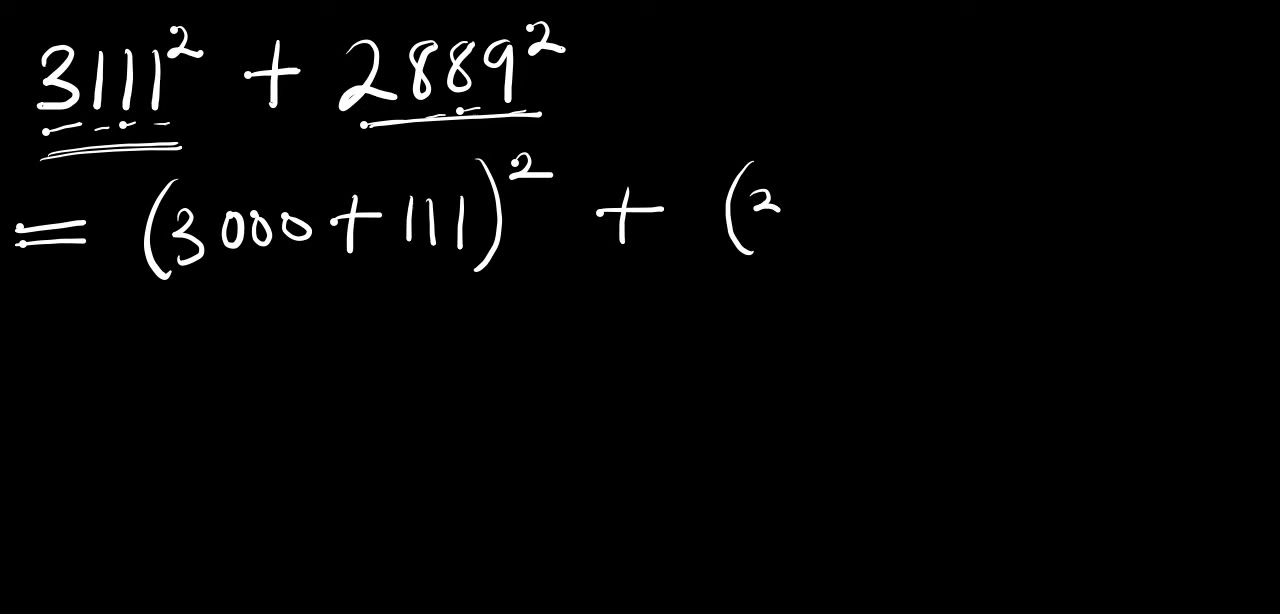 3111² + 2889²
= (3000 + 111)² + (2